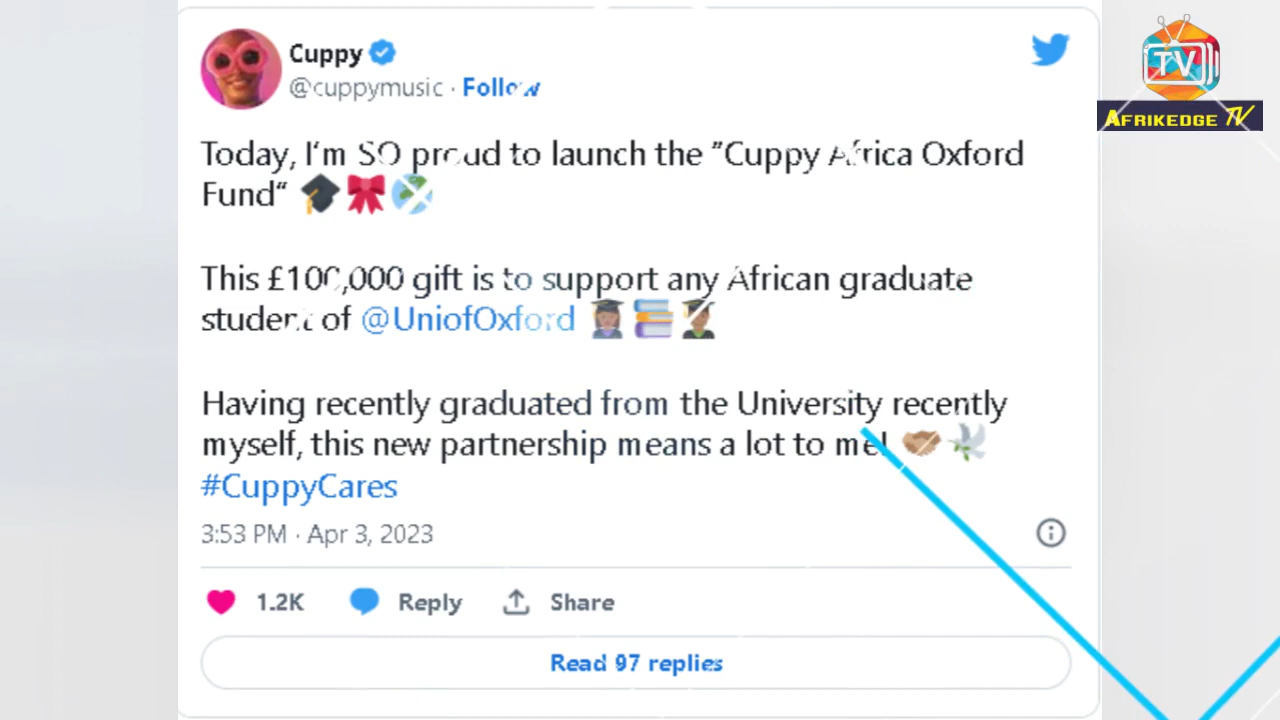 Cuppy
@cuppymusic · Follow
Today, I'm SO proud to launch the "Cuppy Africa Oxford
Fund"
This £100,000 gift is to support any African graduate
student of @UniofOxford
Having recently graduated from the University recently
myself, this new partnership means a lot to me!
#CuppyCares
3:53 PM · Apr 3, 2023
1.2K Reply Share
Read 97 replies
TV
AFRIKEDGE TV